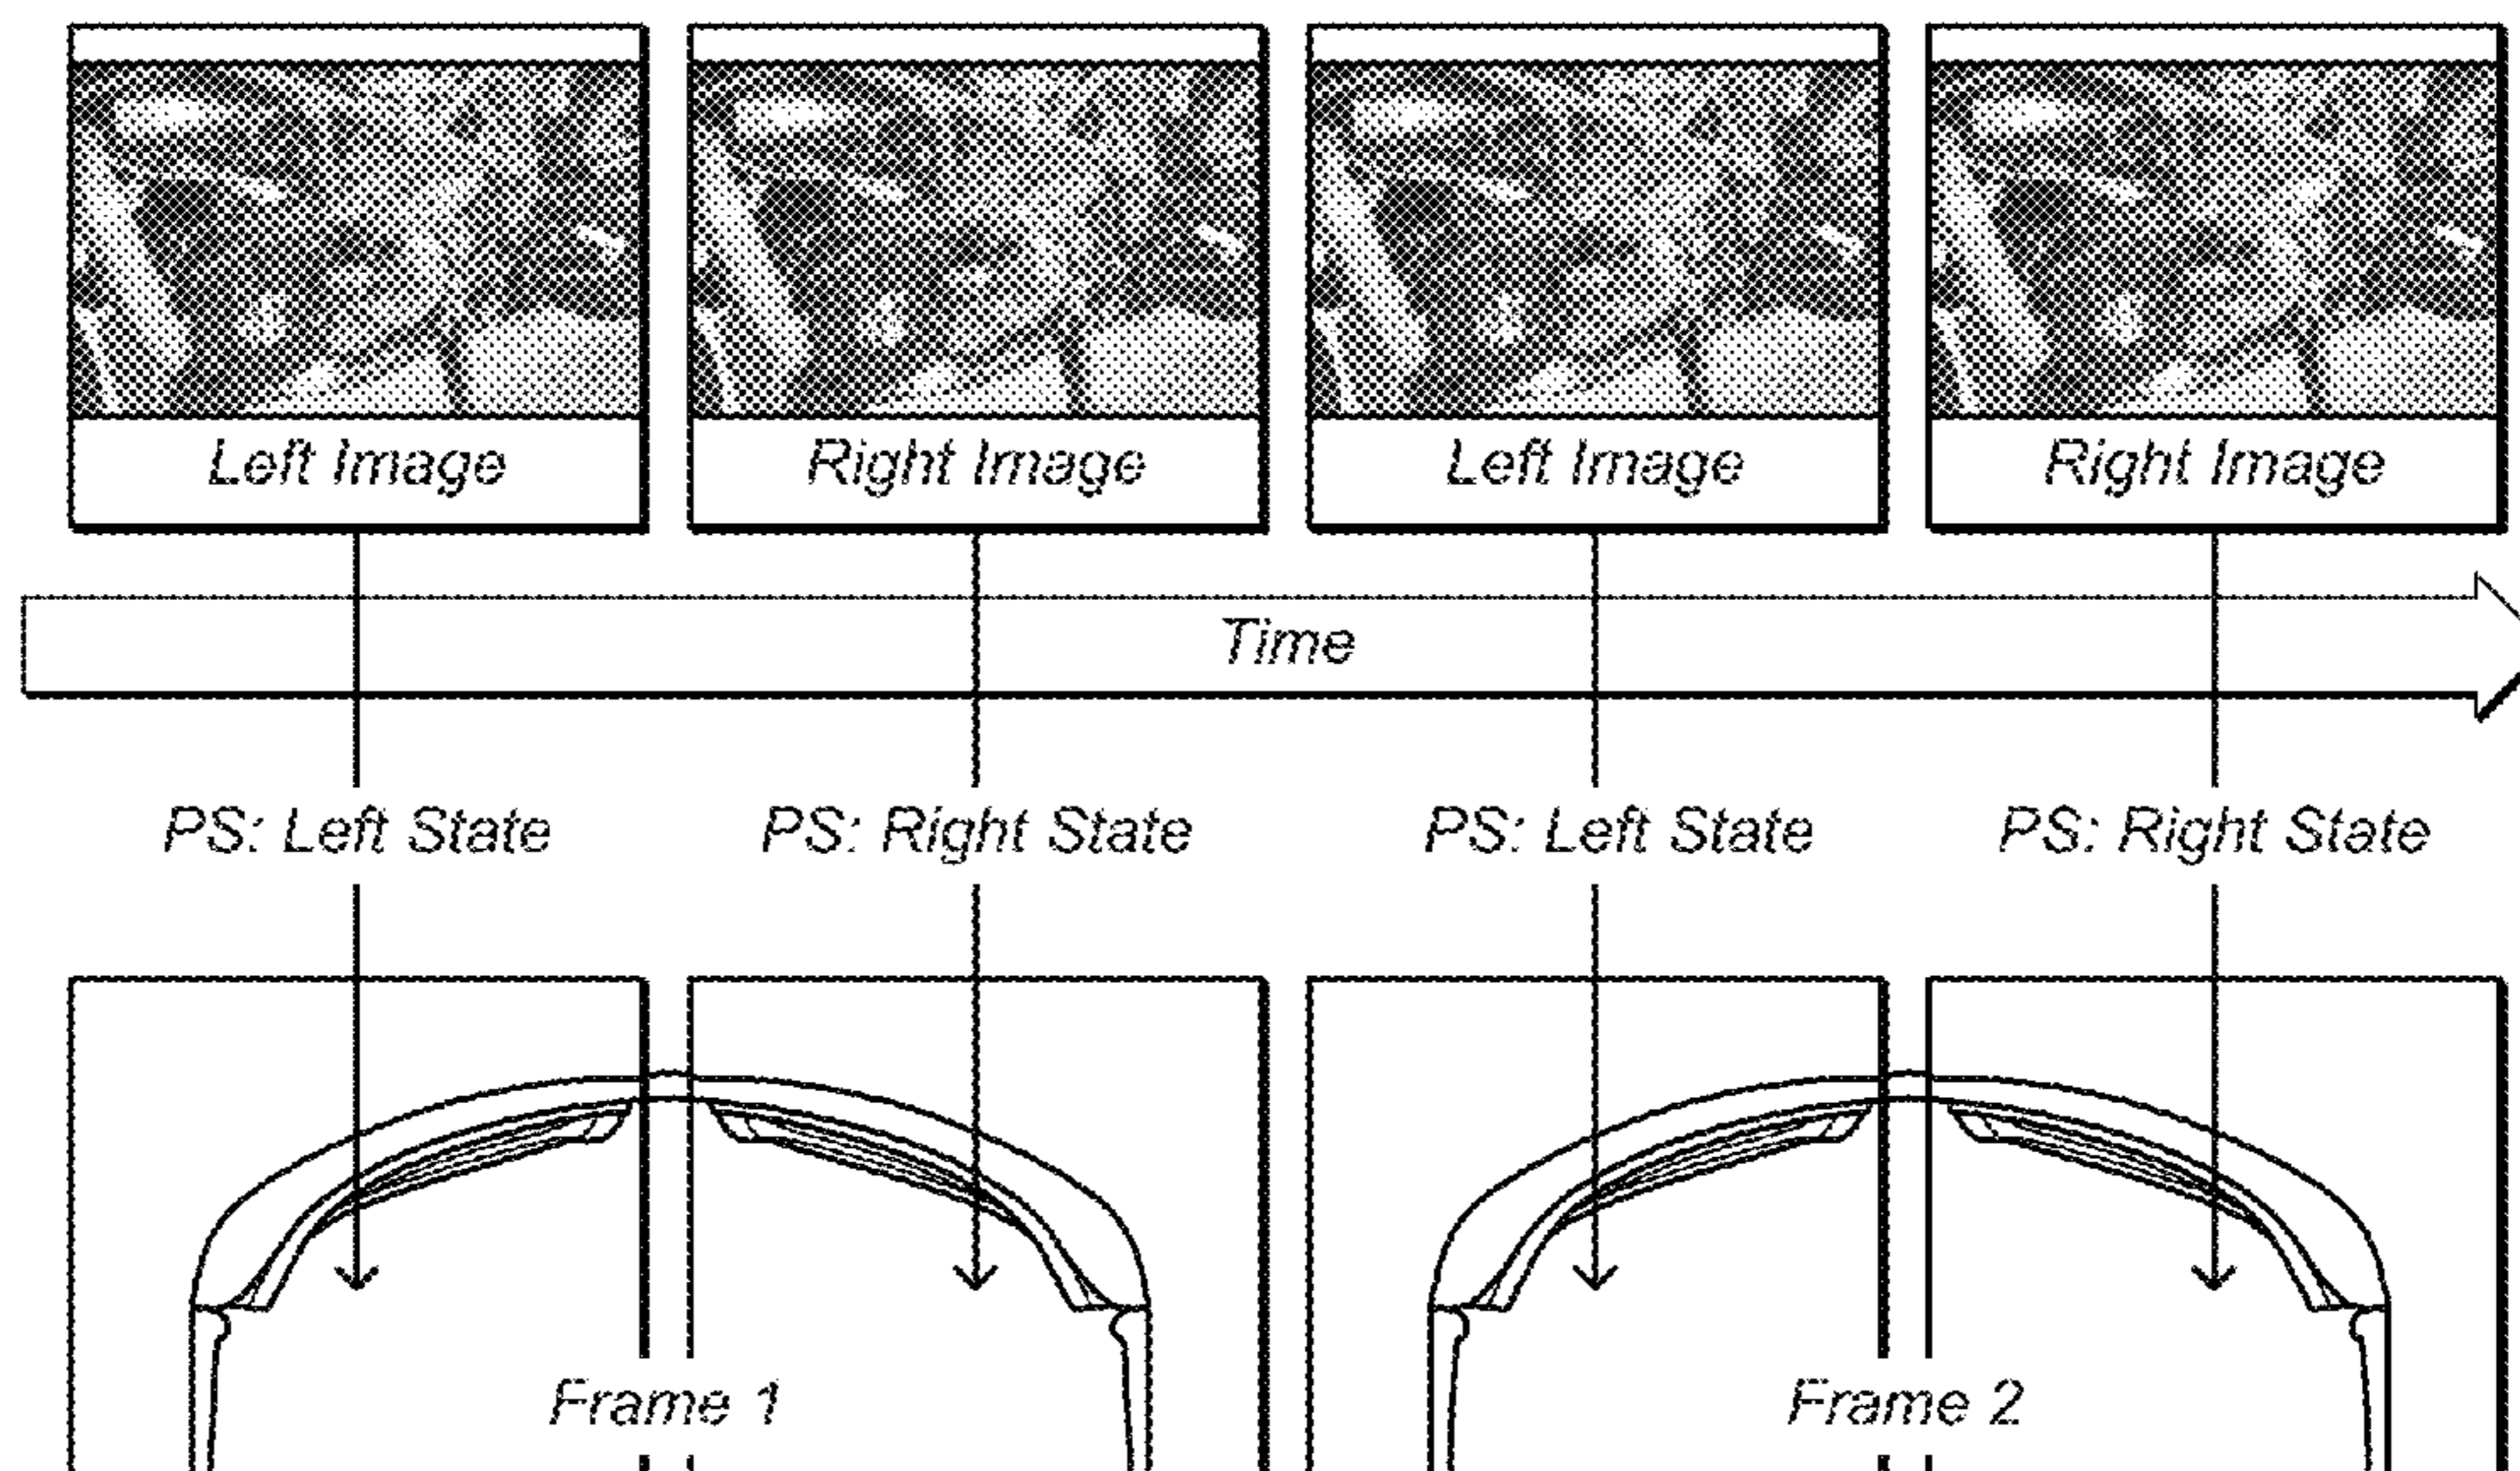 Left Image
Right Image
Left Image
Right Image
Time
PS: Left State
PS: Right State
PS: Left State
PS: Right State
Frame 1
Frame 2